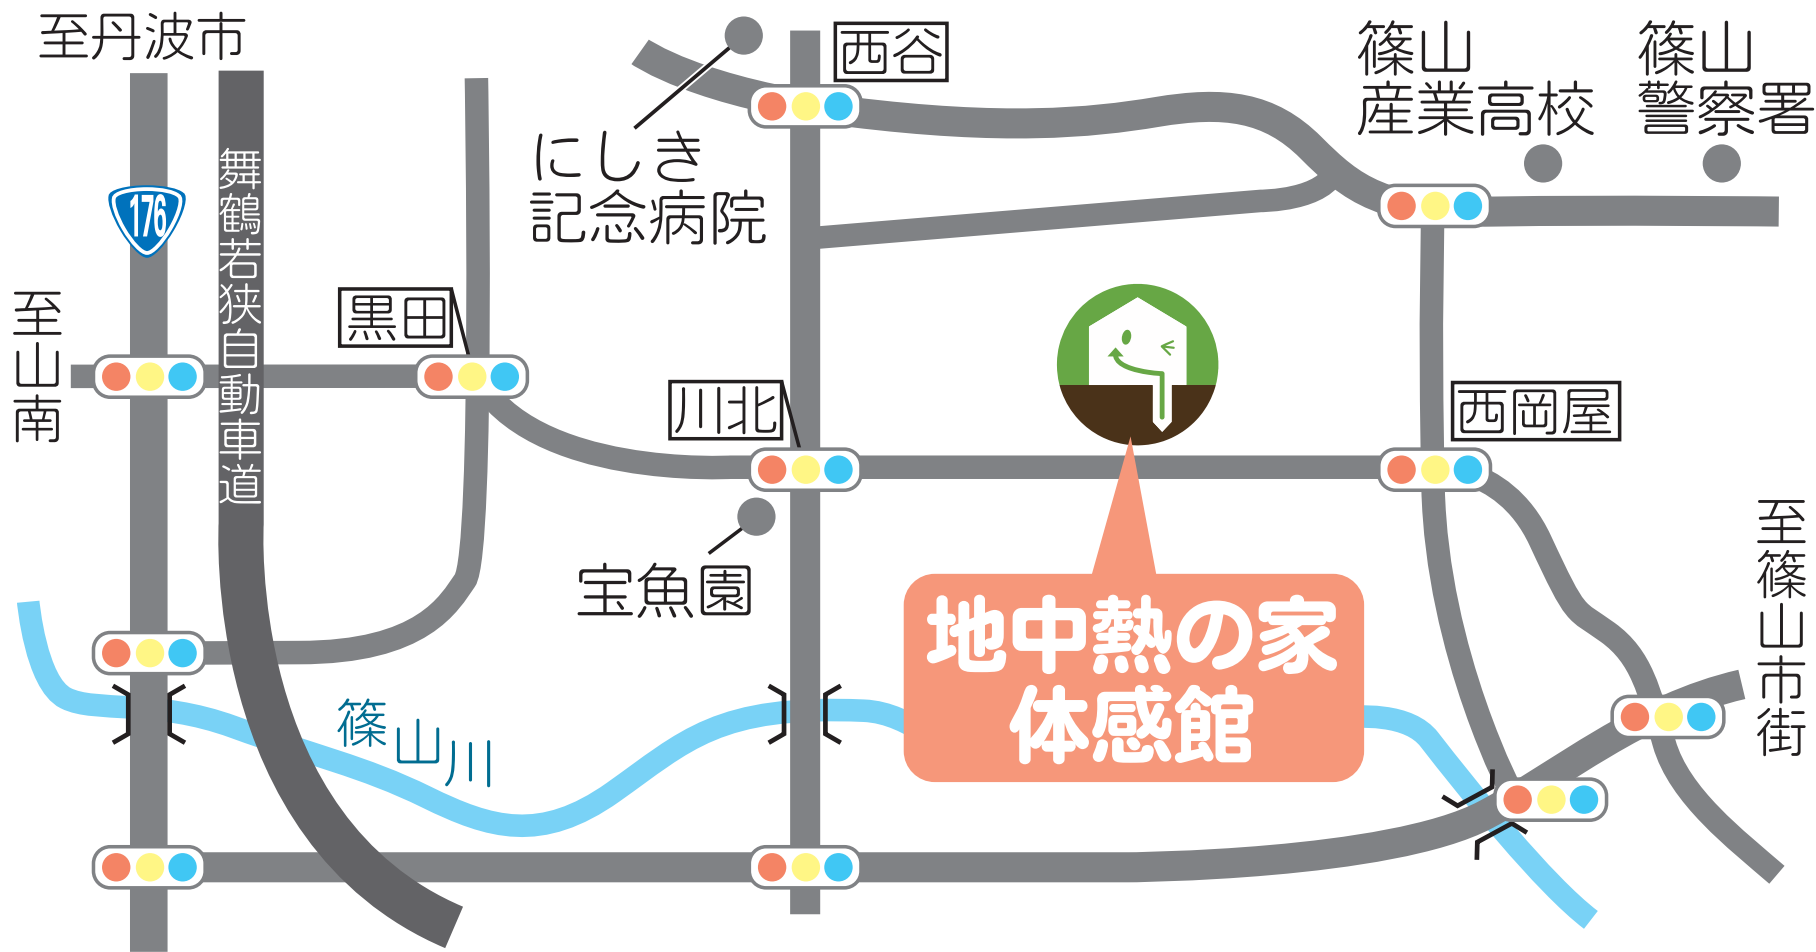 至丹波市
西谷
篠山
産業高校
篠山
警察署
舞鶴若狭自動車道
176
にしき
記念病院
至山南
黒田
川北
西岡屋
至篠山市街
宝魚園
地中熱の家
体感館
篠山川